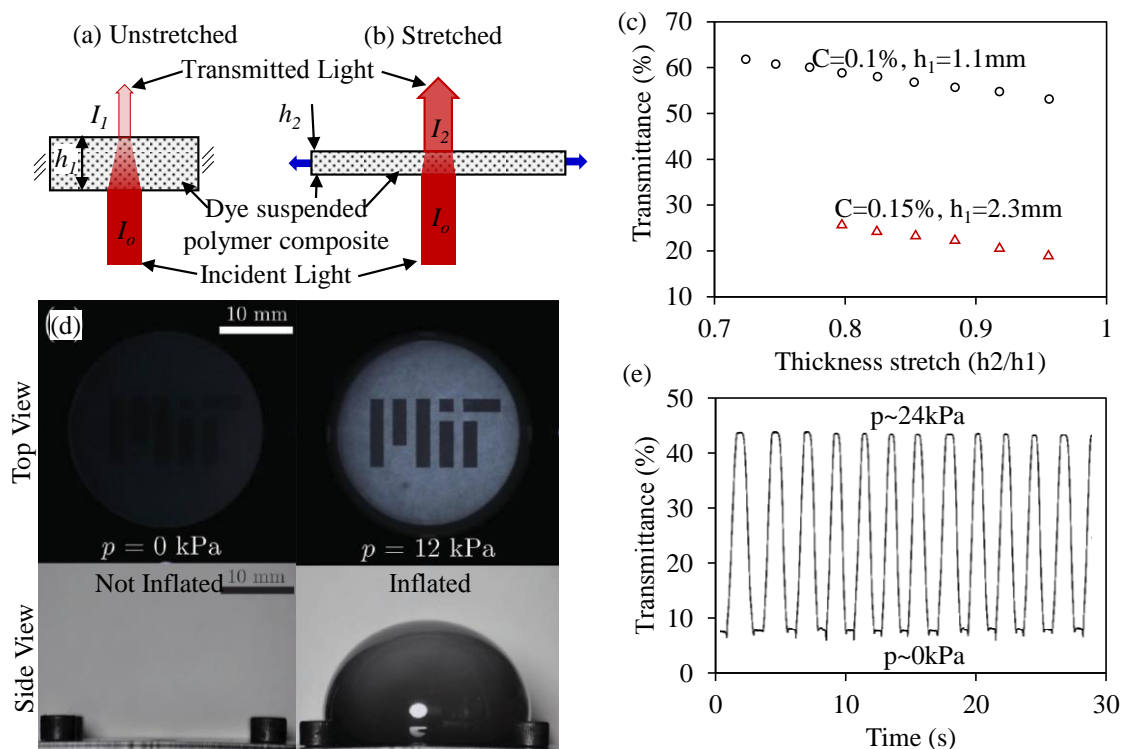 (a) Unstretched
(b) Stretched
Transmitted Light
I1
h1
Io
h2
I2
Io
Dye suspended
polymer composite
Incident Light
(c)
Transmittance (%)
70
60
50
40
30
20
10
C=0.1%, h1=1.1mm
C=0.15%, h1=2.3mm
0.7
0.8
0.9
1
Thickness stretch (h2/h1)
(d)
10 mm
Top View
MIT
p = 0 kPa
MIT
p = 12 kPa
Side View
Not Inflated
10 mm
Inflated
(e)
Transmittance (%)
50
40
30
20
10
0
p~24kPa
p~0kPa
0
10
20
30
Time (s)